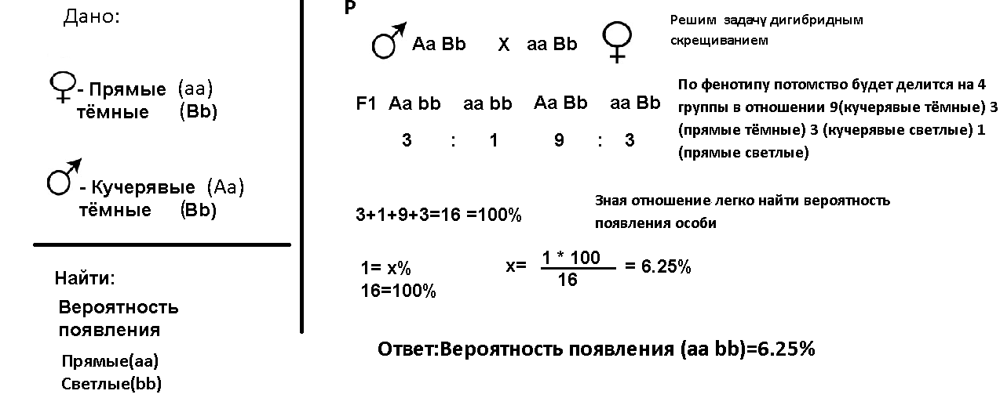 Дано:
- Прямые (аа)
тёмные (Bb)
- Кучерявые (Аа)
тёмные (Bb)
Найти:
Вероятность
появления
Прямые(аа)
Светлые(bb)
P
Aa Bb X aa Bb
Решим задачу дигибридным
скрещиванием
F1 Aa bb aa bb Aa Bb aa Bb
3 : 1 9 : 3
По фенотипу потомство будет делится на 4
группы в отношении 9(кучерявые тёмные) 3
(прямые тёмные) 3 (кучерявые светлые) 1
(прямые светлые)
3+1+9+3=16 =100%
Зная отношение легко найти вероятность
появления особи
1= x%
16=100%
x= 1 * 100 = 6.25%
16
Ответ:Вероятность появления (aa bb)=6.25%